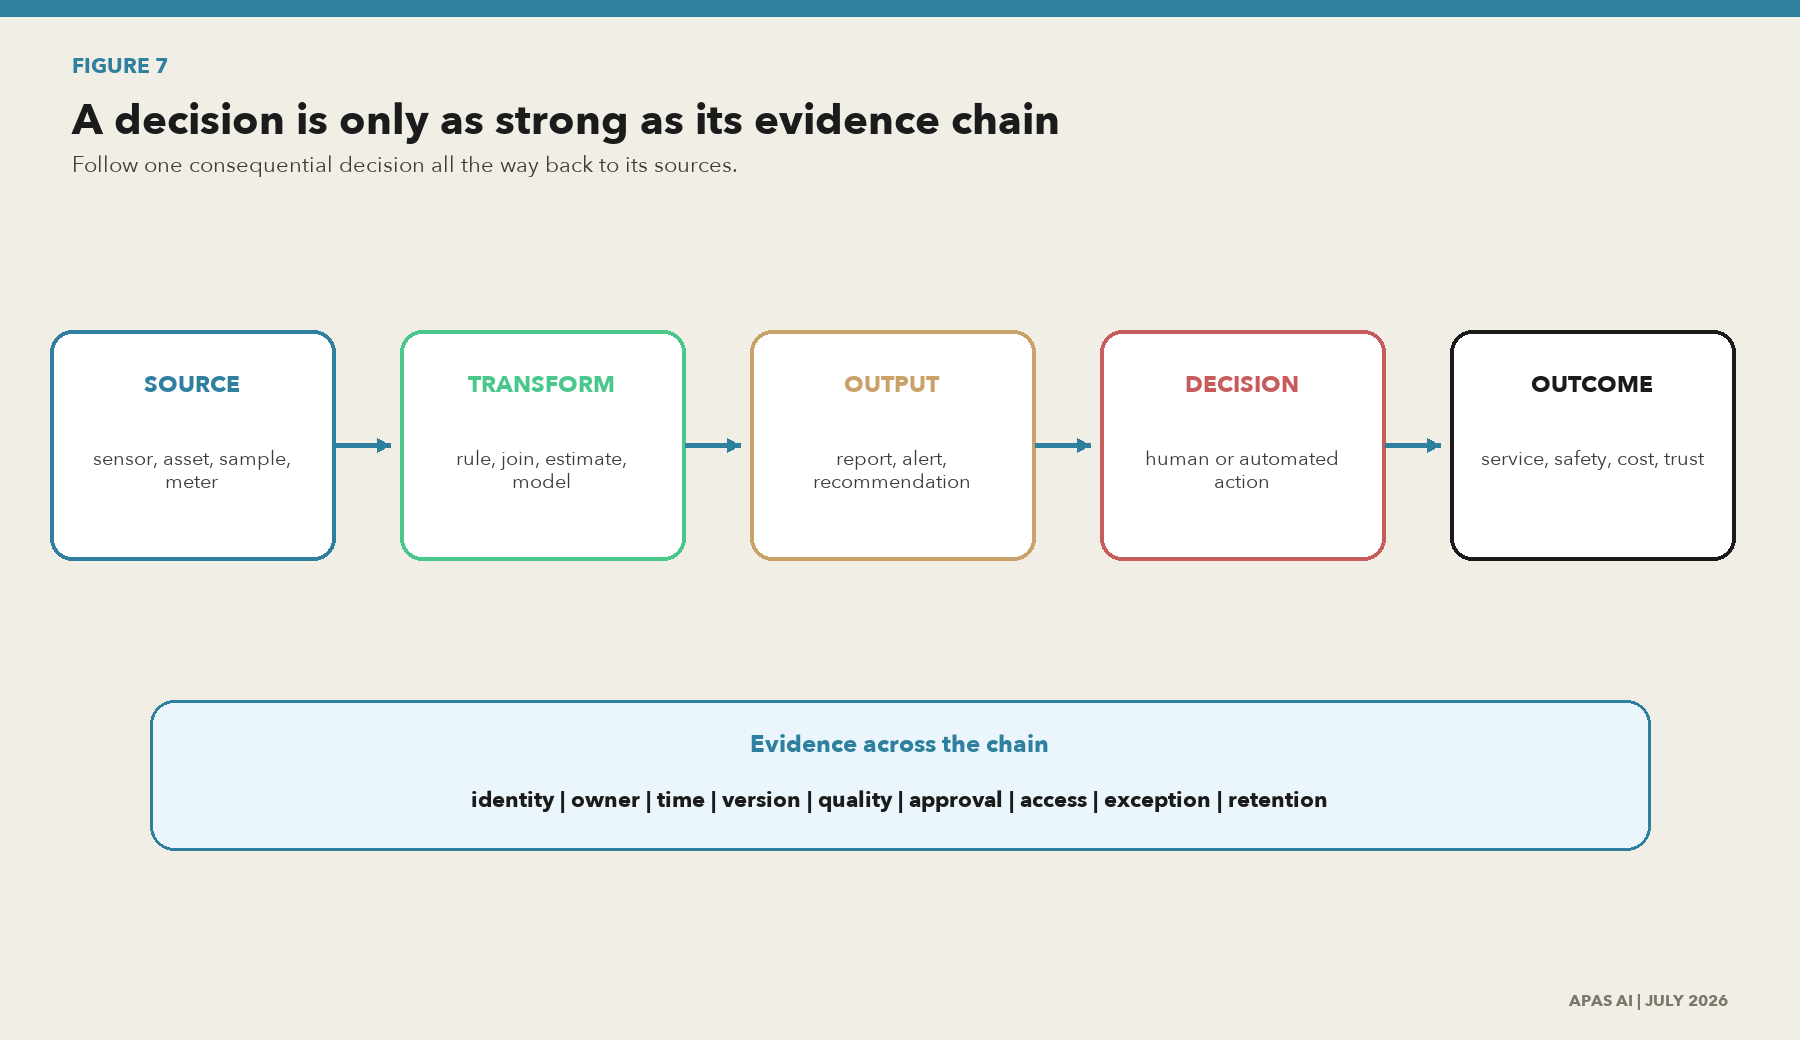 FIGURE 7
A decision is only as strong as its evidence chain
Follow one consequential decision all the way back to its sources.
SOURCE
sensor, asset, sample,
meter
TRANSFORM
rule, join, estimate,
model
OUTPUT
report, alert,
recommendation
DECISION
human or automated
action
OUTCOME
service, safety, cost, trust
Evidence across the chain
identity | owner | time | version | quality | approval | access | exception | retention
APAS AI | JULY 2026